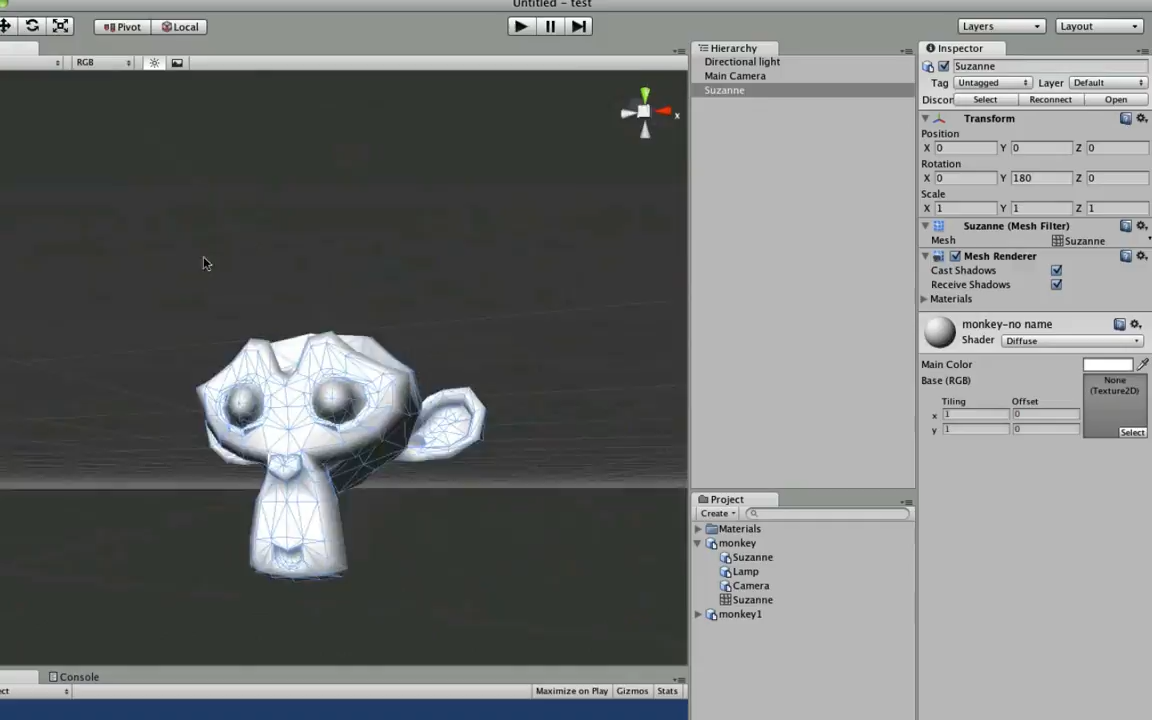 Untitled - test
Pivot Local Layers Layout
RGB
x
Console
ct Maximize on Play Gizmos Stats
Hierarchy
Directional light
Main Camera
Suzanne
Project
Create
Materials
monkey
Suzanne
Lamp
Camera
Suzanne
monkey1
Inspector
Suzanne
Tag Untagged Layer Default
Discor Select Reconnect Open
Transform
Position
X 0 Y 0 Z 0
Rotation
X 0 Y 180 Z 0
Scale
X 1 Y 1 Z 1
Suzanne (Mesh Filter)
Mesh Suzanne
Mesh Renderer
Cast Shadows
Receive Shadows
Materials
monkey-no name
Shader Diffuse
Main Color
Base (RGB)
None
(Texture2D)
Tiling Offset
x 1 0
y 1 0
Select